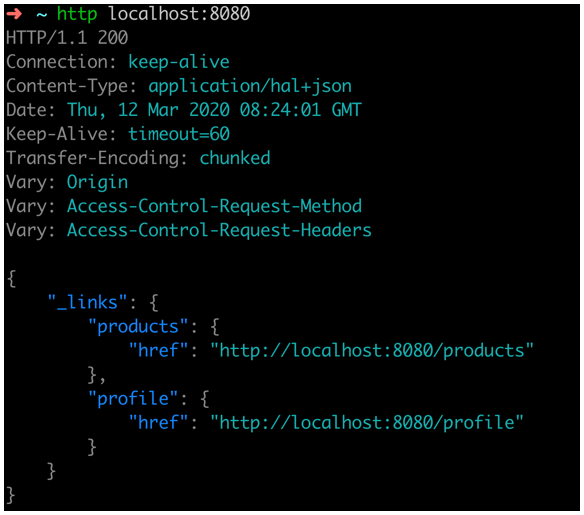 ➜ ~ http localhost:8080
HTTP/1.1 200
Connection: keep-alive
Content-Type: application/hal+json
Date: Thu, 12 Mar 2020 08:24:01 GMT
Keep-Alive: timeout=60
Transfer-Encoding: chunked
Vary: Origin
Vary: Access-Control-Request-Method
Vary: Access-Control-Request-Headers

{
    "_links": {
        "products": {
            "href": "http://localhost:8080/products"
        },
        "profile": {
            "href": "http://localhost:8080/profile"
        }
    }
}